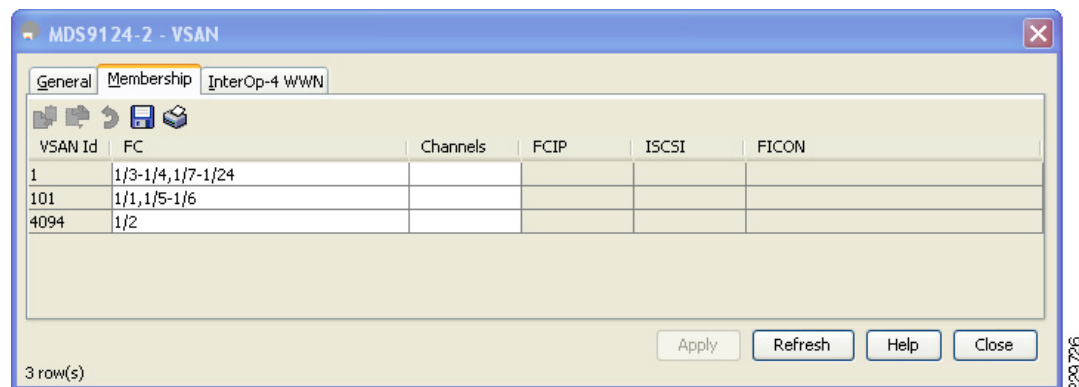 MDS9124-2 - VSAN
General Membership InterOp-4 WWN
VSAN Id FC Channels FCIP ISCSI FICON
1 1/3-1/4,1/7-1/24
101 1/1,1/5-1/6
4094 1/2
Apply Refresh Help Close
3 row(s)
229726